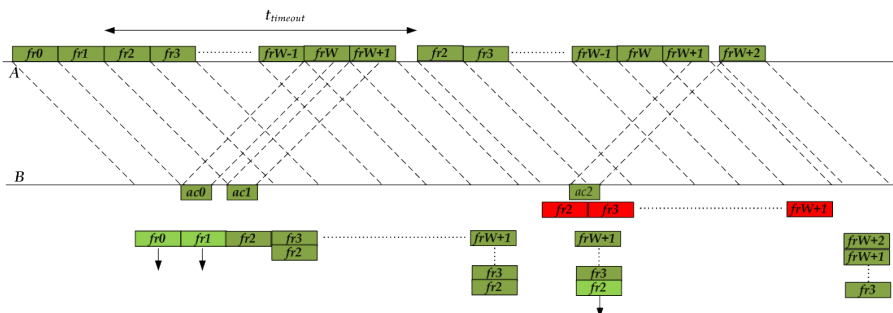 t_timeout
fr0 fr1 fr2 fr3 frW-1 frW frW+1 fr2 fr3 frW-1 frW frW+1 frW+2
A
B
ac0 ac1 ac2
fr2 fr3 frW+1
fr0 fr1 fr2 fr3 frW+1 frW+1 frW+2
fr2 frW+1
fr3 fr3
fr2 fr2 fr3